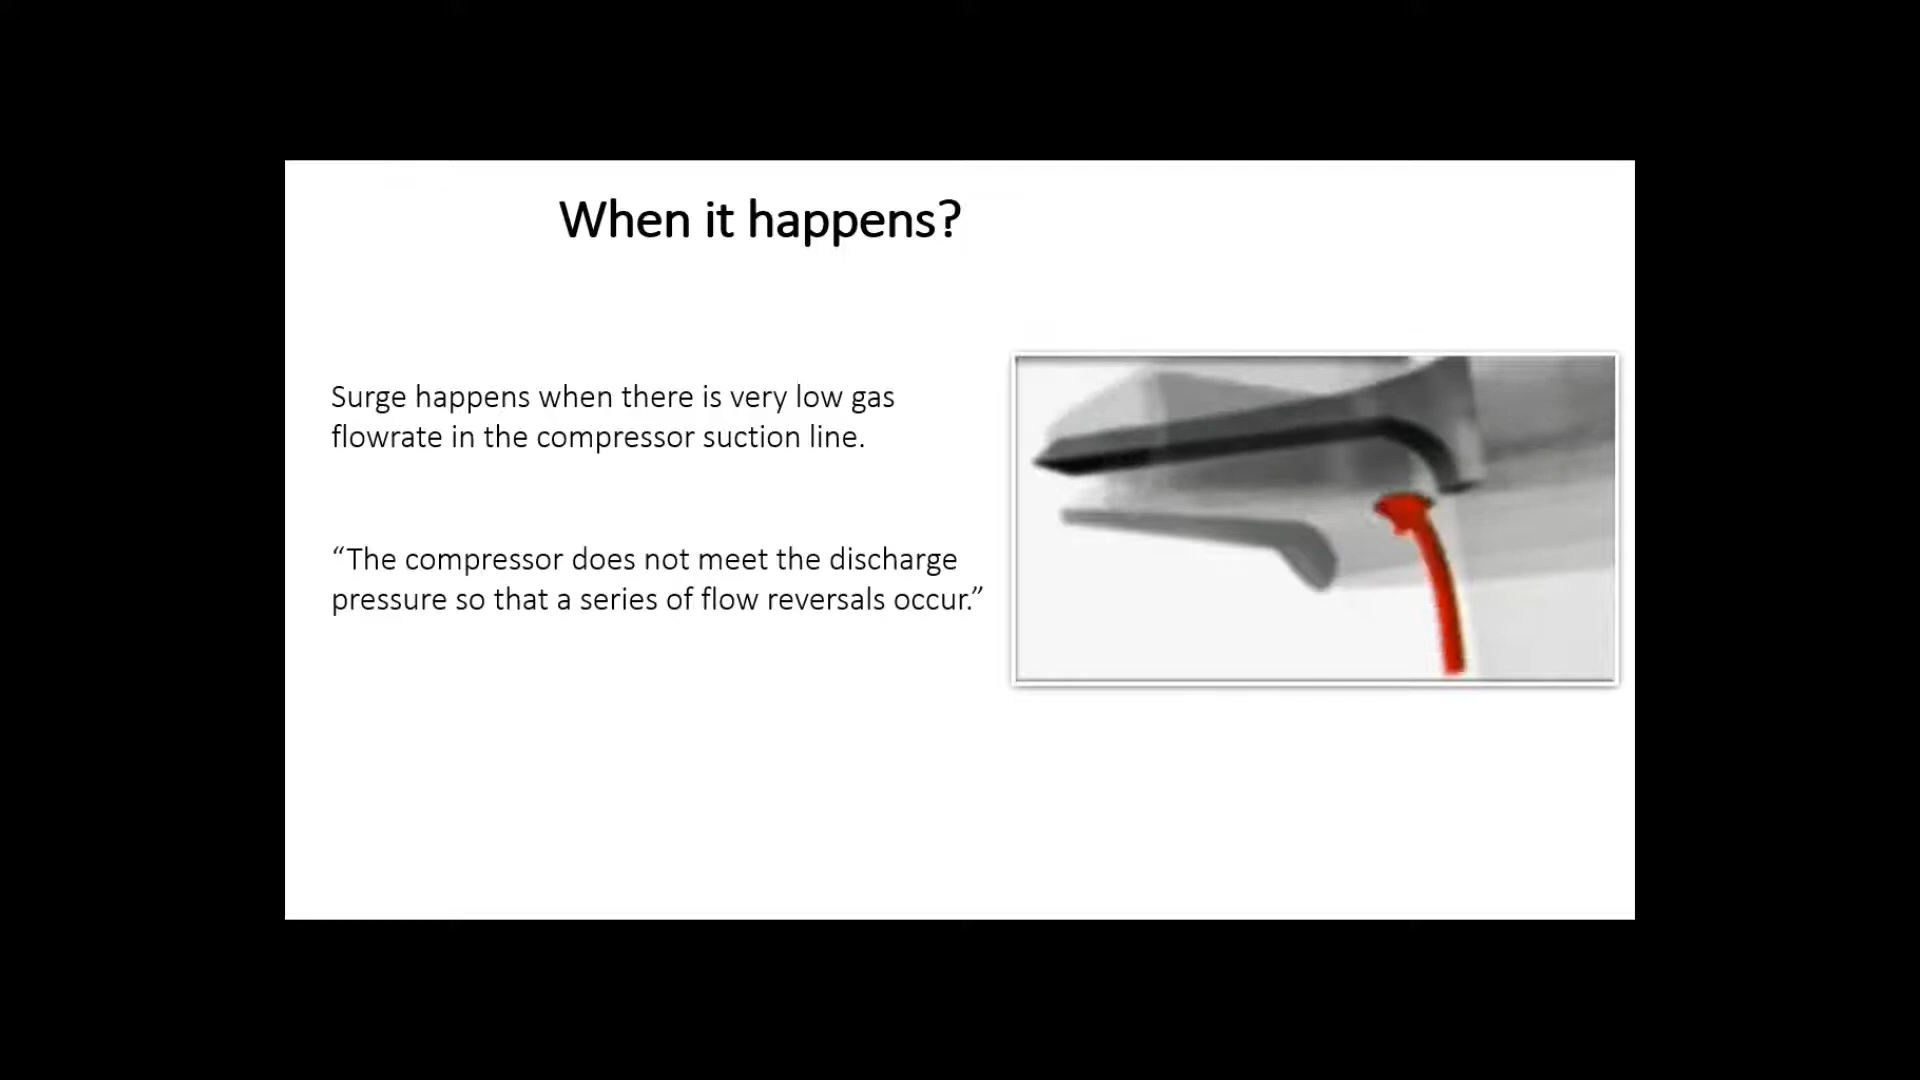 When it happens?
Surge happens when there is very low gas
flowrate in the compressor suction line.
“The compressor does not meet the discharge
pressure so that a series of flow reversals occur.”